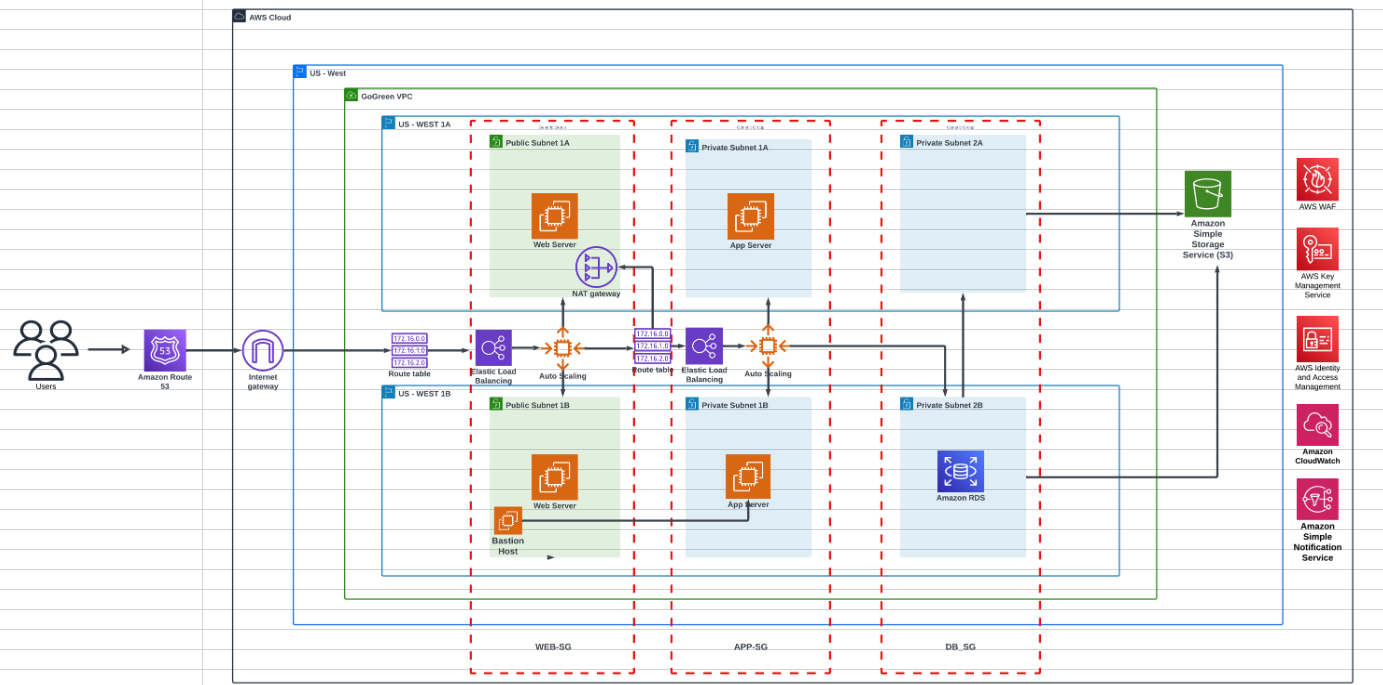 AWS Cloud
US - West
GoGreen VPC
US - WEST 1A
Public Subnet 1A
Private Subnet 1A
Private Subnet 2A
Web Server
App Server
NAT gateway
Amazon
Simple
Storage
Service (S3)
AWS WAF
AWS Key
Management
Service
Users
53
Amazon Route
53
Internet
gateway
172.16.0.0
172.16.1.0
172.16.2.0
Route table
Elastic Load
Balancing
Auto Scaling
172.16.0.0
172.16.1.0
172.16.2.0
Route table
Elastic Load
Balancing
Auto Scaling
AWS Identity
and Access
Management
US - WEST 1B
Public Subnet 1B
Private Subnet 1B
Private Subnet 2B
Web Server
App Server
Amazon RDS
Bastion
Host
Amazon
CloudWatch
Amazon
Simple
Notification
Service
WEB-SG
APP-SG
DB_SG